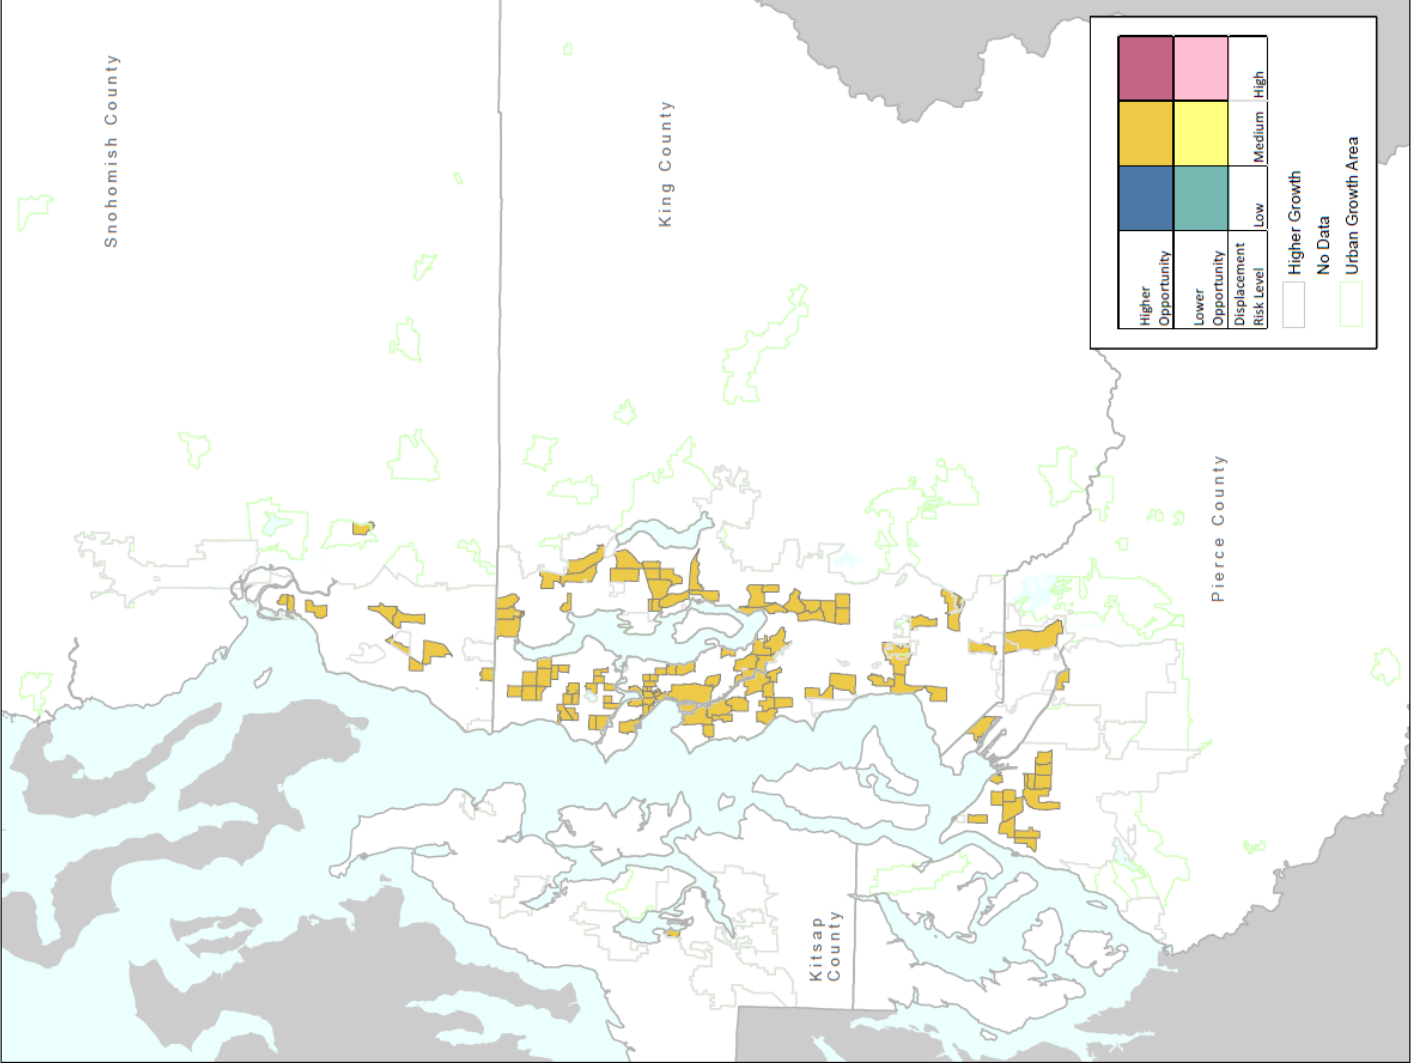 Snohomish County
King County
Pierce County
Kitsap
County
Higher
Opportunity
Lower
Opportunity
Displacement
Risk Level
Low
Medium
High
Higher Growth
No Data
Urban Growth Area